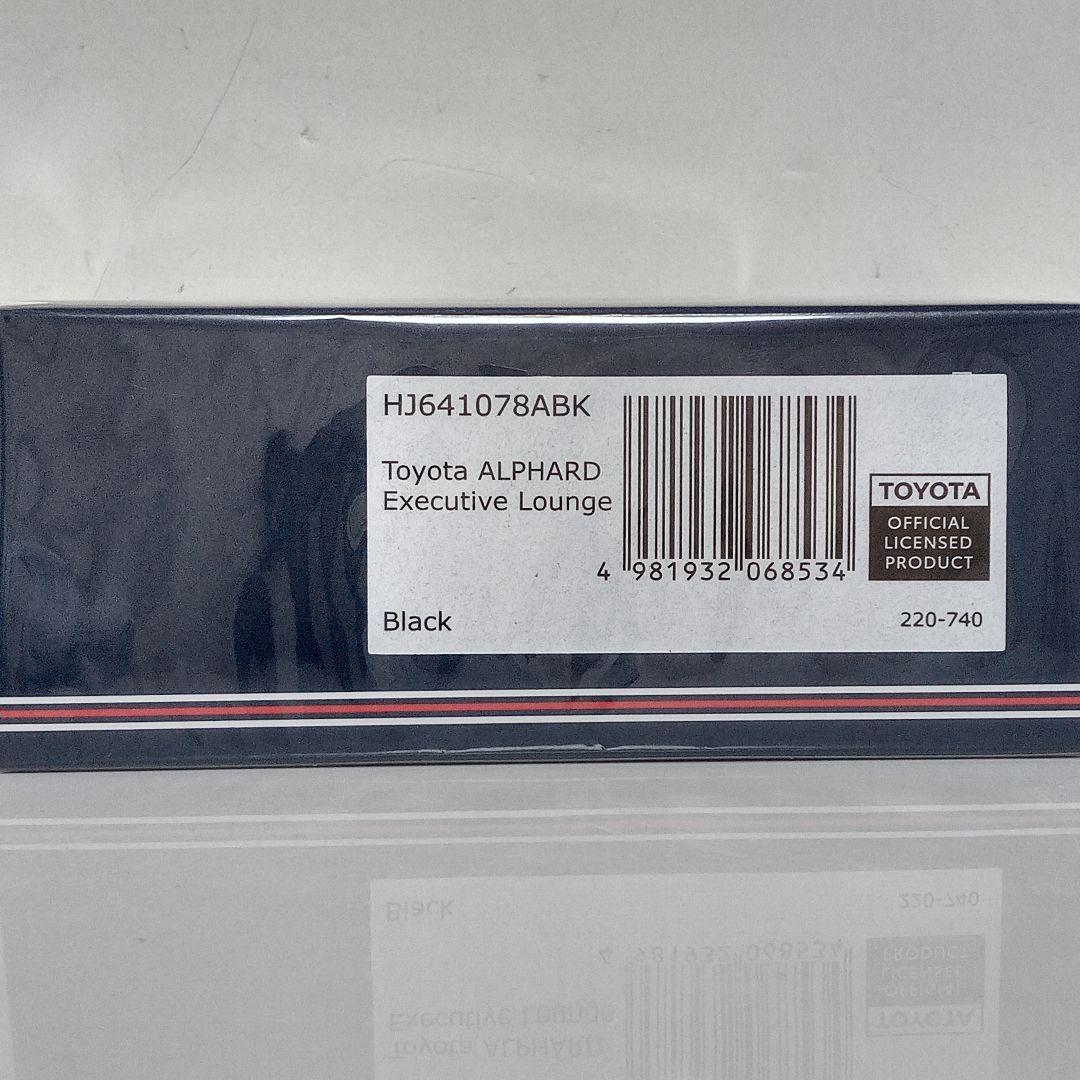 HJ641078ABK
Toyota ALPHARD
Executive Lounge
4 981932 068534
TOYOTA
OFFICIAL
LICENSED
PRODUCT
Black
220-740